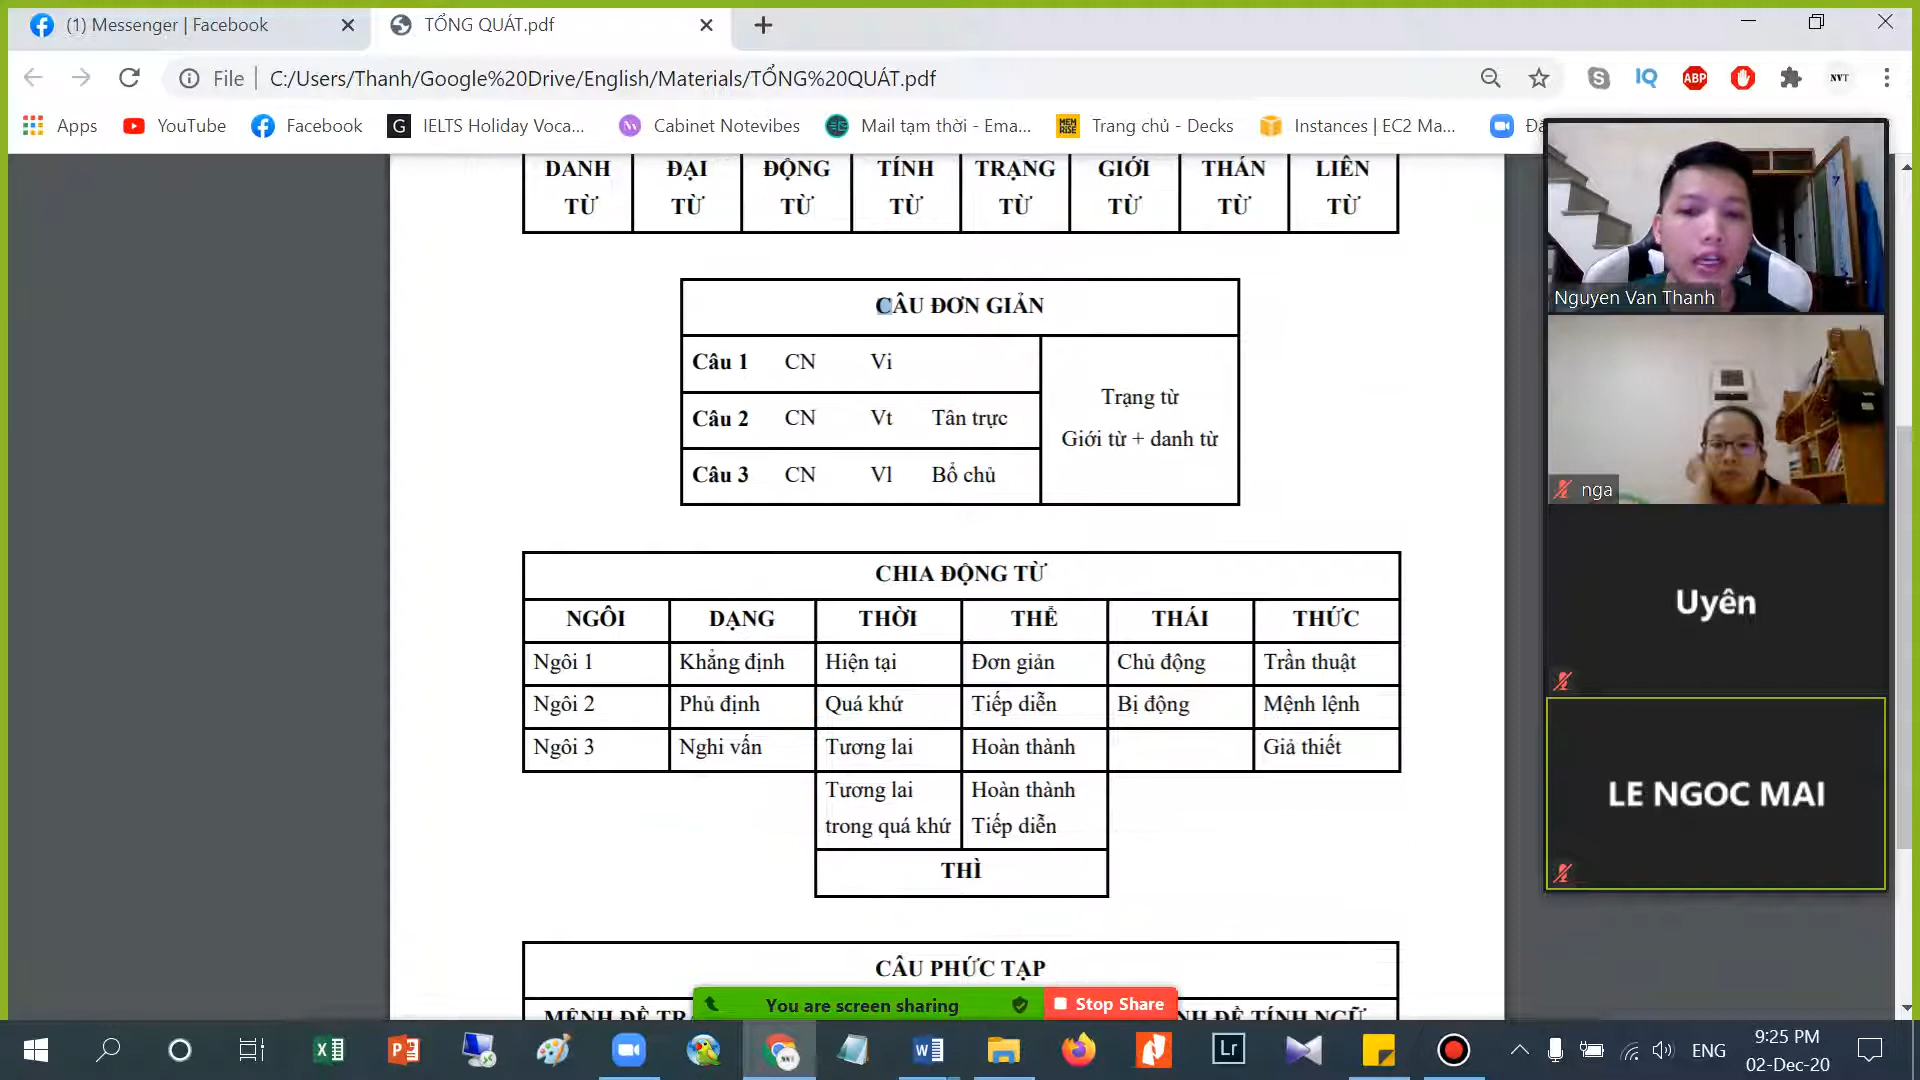 (1) Messenger | Facebook
TỔNG QUÁT.pdf
File
C:/Users/Thanh/Google%20Drive/English/Materials/TỔNG%20QUÁT.pdf
IQ
ABP
NVT
Apps
YouTube
Facebook
G
IELTS Holiday Voca...
Cabinet Notevibes
Mail tạm thời - Ema...
MEM
RISE
Trang chủ - Decks
Instances | EC2 Ma...
DANH TỪ
ĐẠI TỪ
ĐỘNG TỪ
TÍNH TỪ
TRẠNG TỪ
GIỚI TỪ
THÁN TỪ
LIÊN TỪ
CÂU ĐƠN GIẢN
Câu 1 CN Vi
Câu 2 CN Vt Tân trực
Câu 3 CN Vl Bổ chủ
Trạng từ
Giới từ + danh từ
CHIA ĐỘNG TỪ
NGÔI DẠNG THỜI THỂ THÁI THỨC
Ngôi 1 Khẳng định Hiện tại Đơn giản Chủ động Trần thuật
Ngôi 2 Phủ định Quá khứ Tiếp diễn Bị động Mệnh lệnh
Ngôi 3 Nghi vấn Tương lai Hoàn thành Giả thiết
Tương lai Hoàn thành
trong quá khứ Tiếp diễn
THÌ
CÂU PHỨC TẠP
Nguyen Van Thanh
nga
Uyên
LE NGOC MAI
You are screen sharing
Stop Share
Lr
ENG
9:25 PM
02-Dec-20